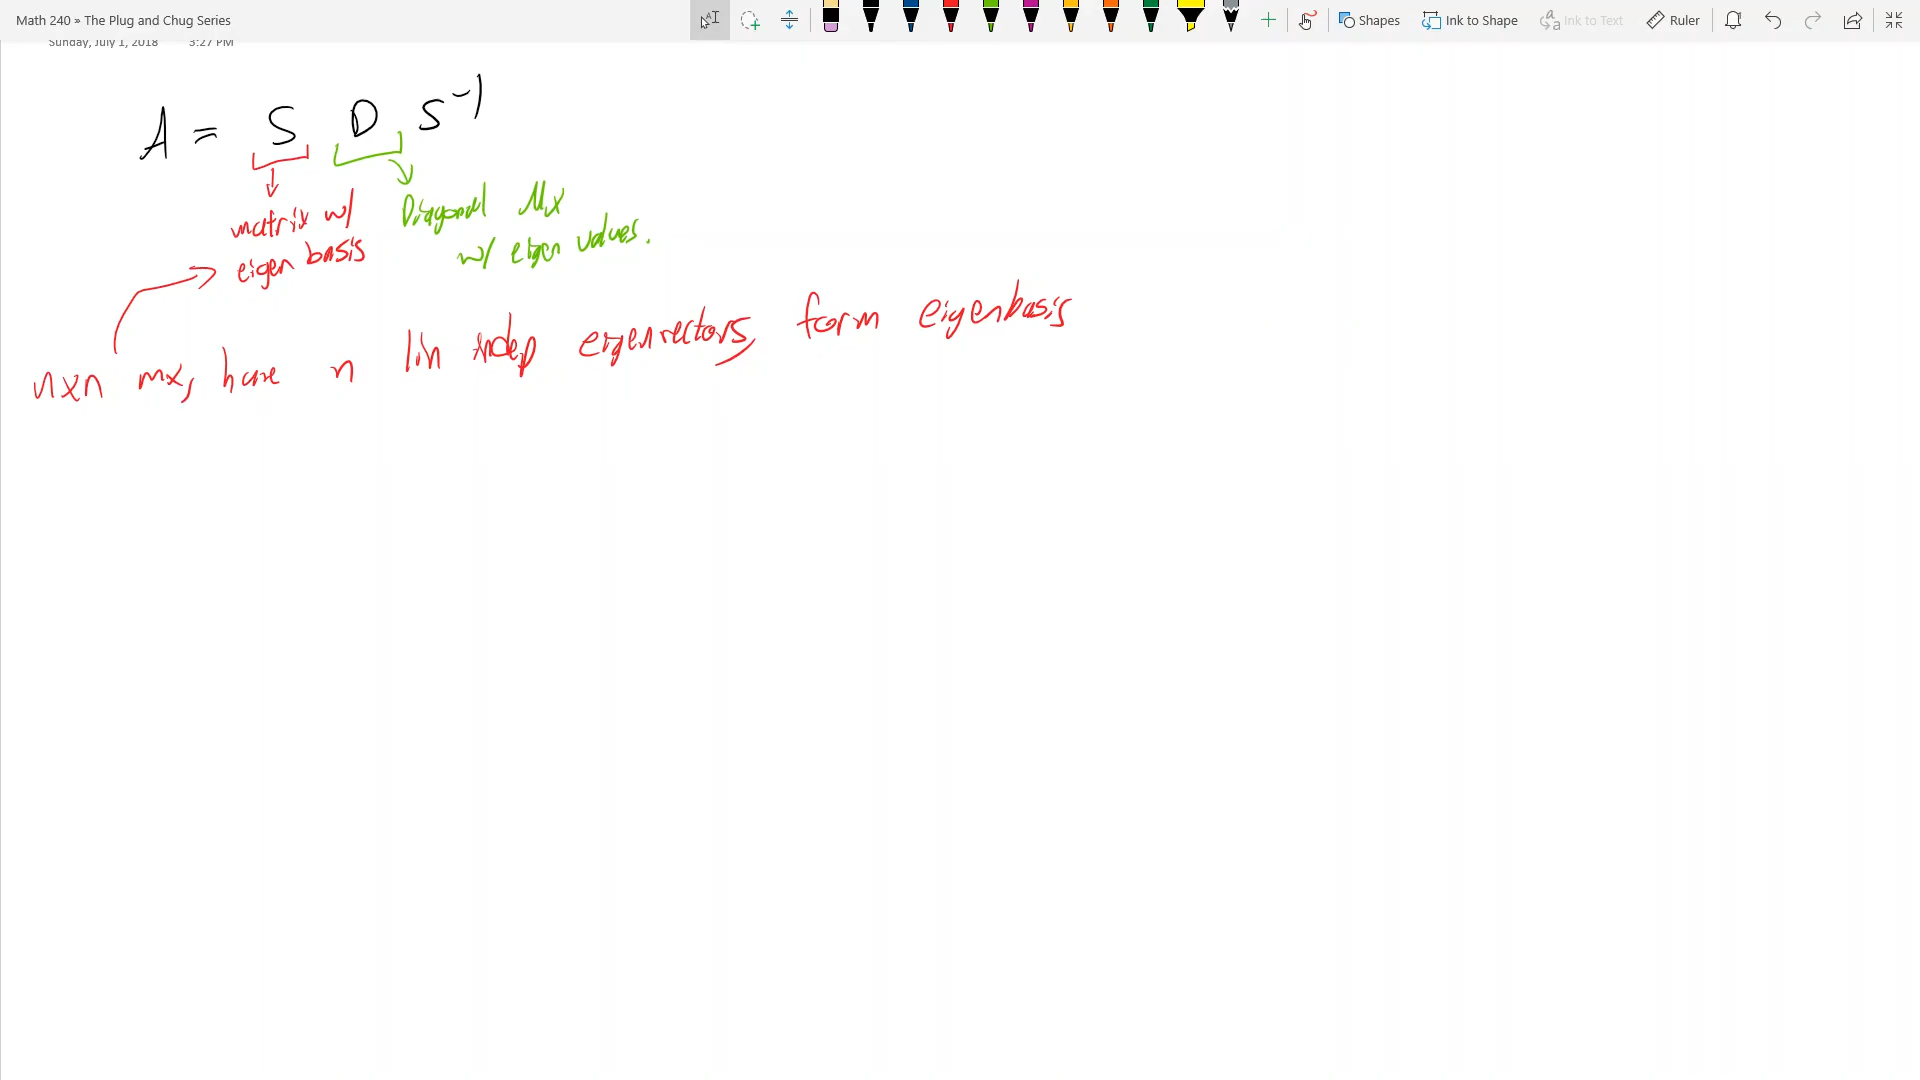 Math 240 » The Plug and Chug Series
Shapes
Ink to Shape
Ink to Text
Ruler
Sunday, July 1, 2018 3:27 PM
A = S D S⁻¹
matrix w/
eigen basis
Diagonal Mx
w/ eigen values.
nxn mx, have n lin indep eigenvectors, form eigenbasis